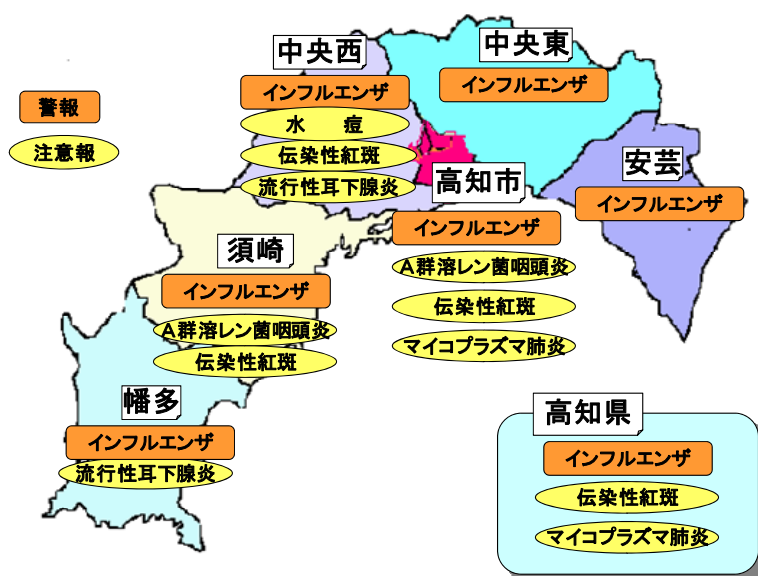 警報
注意報
中央西
インフルエンザ
水　痘
伝染性紅斑
流行性耳下腺炎
中央東
インフルエンザ
高知市
インフルエンザ
A群溶レン菌咽頭炎
伝染性紅斑
マイコプラズマ肺炎
安芸
インフルエンザ
須崎
インフルエンザ
A群溶レン菌咽頭炎
伝染性紅斑
幡多
インフルエンザ
流行性耳下腺炎
高知県
インフルエンザ
伝染性紅斑
マイコプラズマ肺炎